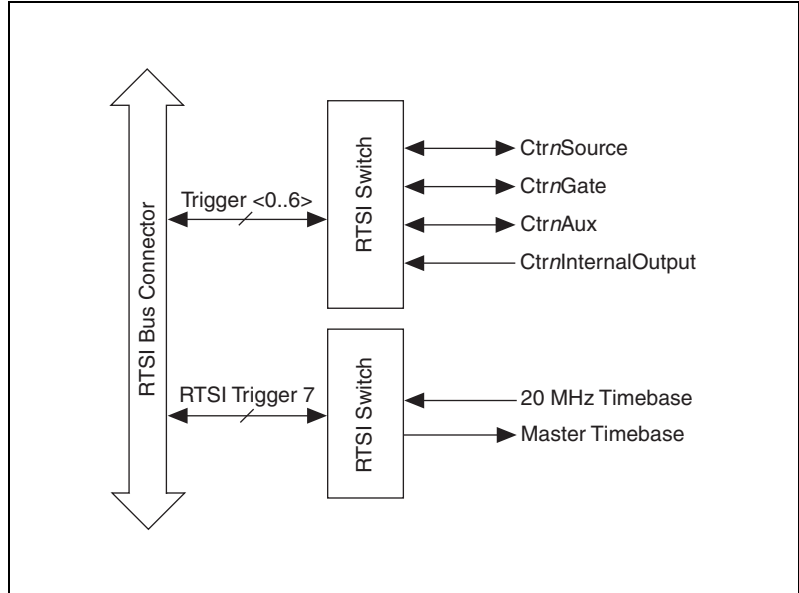 RTSI Bus Connector
Trigger <0..6>
RTSI Switch
CtrnSource
CtrnGate
CtrnAux
CtrnInternalOutput
RTSI Trigger 7
RTSI Switch
20 MHz Timebase
Master Timebase